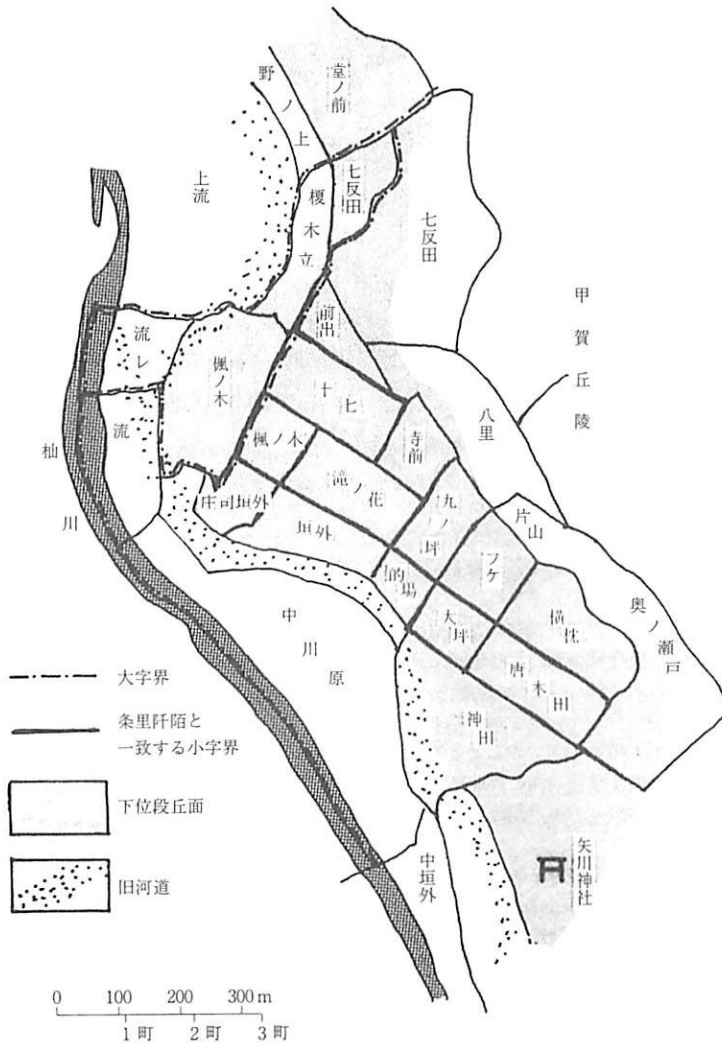 野ノ上
堂ノ前
上流
榎木立
七反田
七反田
前出
甲賀丘陵
流レ
楓ノ木
十七
八里
流
楓ノ木
寺前
杣川
庄司垣外
滝ノ花
九ノ坪
片山
垣外
フケ
的場
大坪
横枕
奥ノ瀬戸
中川原
唐木田
神田
大字界
条里阡陌と
一致する小字界
下位段丘面
旧河道
中垣外
矢川神社
0 100 200 300 m
1町 2町 3町